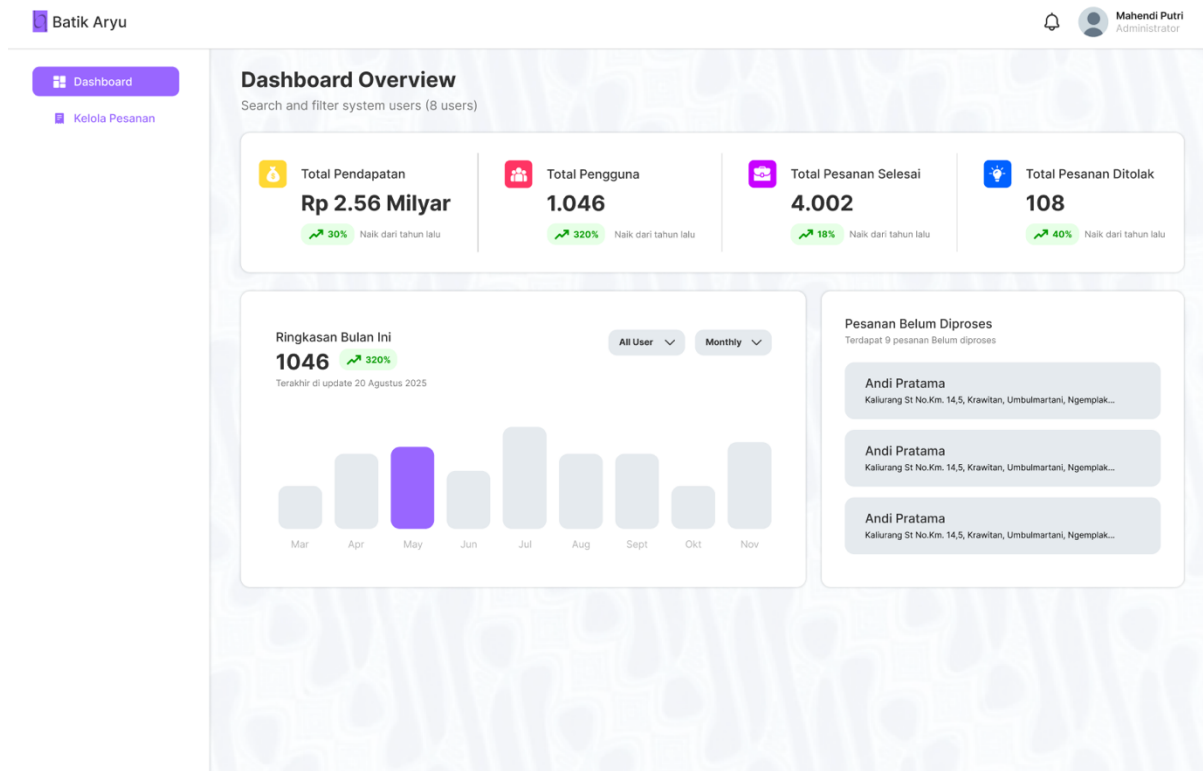 Batik Aryu
Mahendi Putri
Administrator
Dashboard
Kelola Pesanan
Dashboard Overview
Search and filter system users (8 users)
Total Pendapatan
Rp 2.56 Milyar
30% Naik dari tahun lalu
Total Pengguna
1.046
320% Naik dari tahun lalu
Total Pesanan Selesai
4.002
18% Naik dari tahun lalu
Total Pesanan Ditolak
108
40% Naik dari tahun lalu
Ringkasan Bulan Ini
1046 320%
Terakhir di update 20 Agustus 2025
All User
Monthly
Mar Apr May Jun Jul Aug Sept Okt Nov
Pesanan Belum Diproses
Terdapat 9 pesanan Belum diproses
Andi Pratama
Kaliurang St No.Km. 14,5, Krawitan, Umbulmartani, Ngemplak...
Andi Pratama
Kaliurang St No.Km. 14,5, Krawitan, Umbulmartani, Ngemplak...
Andi Pratama
Kaliurang St No.Km. 14,5, Krawitan, Umbulmartani, Ngemplak...